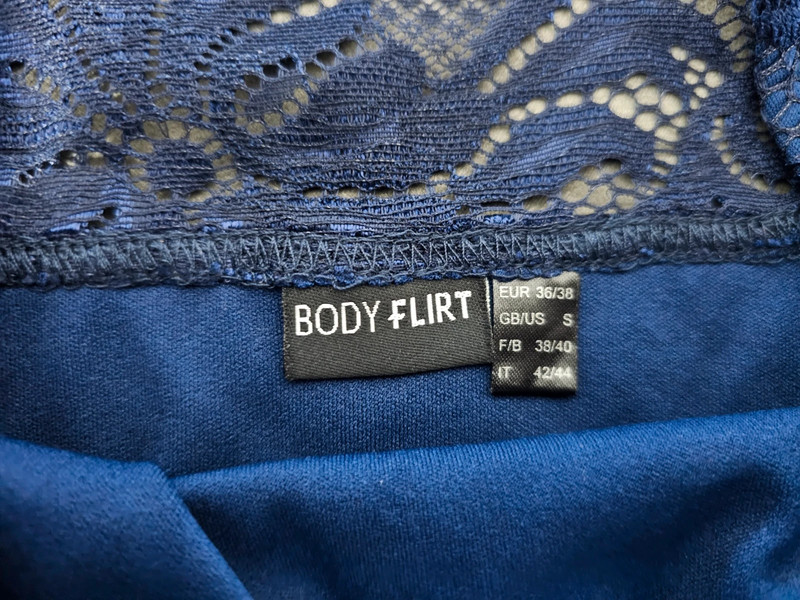 BODY FLIRT
EUR 36/38
GB/US S
F/B 38/40
IT 42/44